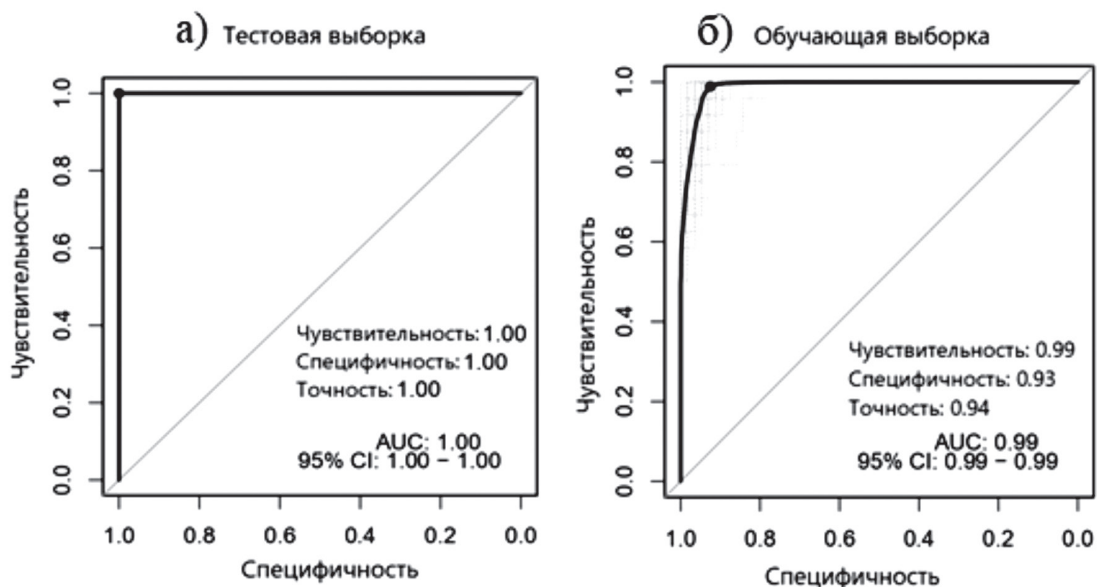 а) Тестовая выборка
Чувствительность
1.0
0.8
0.6
0.4
0.2
0.0
Чувствительность: 1.00
Специфичность: 1.00
Точность: 1.00
AUC: 1.00
95% CI: 1.00 – 1.00
1.0 0.8 0.6 0.4 0.2 0.0
Специфичность
б) Обучающая выборка
Чувствительность
1.0
0.8
0.6
0.4
0.2
0.0
Чувствительность: 0.99
Специфичность: 0.93
Точность: 0.94
AUC: 0.99
95% CI: 0.99 – 0.99
1.0 0.8 0.6 0.4 0.2 0.0
Специфичность